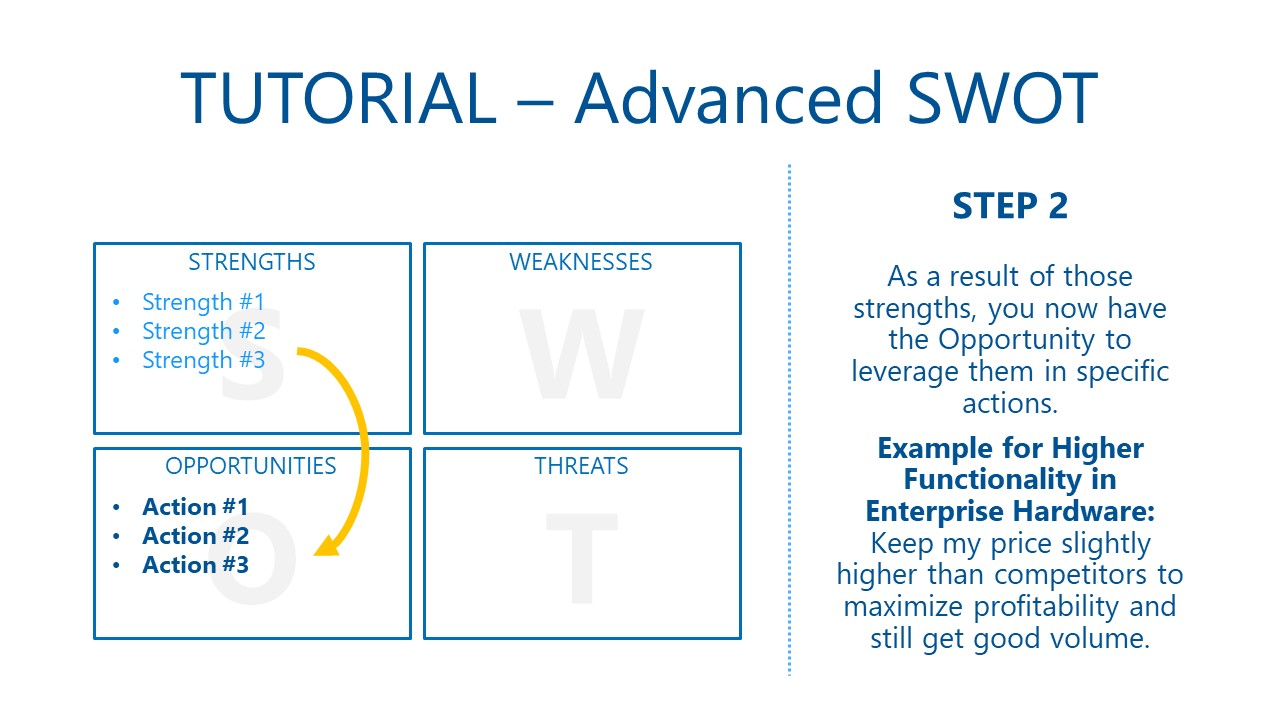 TUTORIAL – Advanced SWOT
STRENGTHS
• Strength #1
• Strength #2
• Strength #3
S
WEAKNESSES
W
OPPORTUNITIES
• Action #1
• Action #2
• Action #3
O
THREATS
T
STEP 2
As a result of those
strengths, you now have
the Opportunity to
leverage them in specific
actions.
Example for Higher
Functionality in
Enterprise Hardware:
Keep my price slightly
higher than competitors to
maximize profitability and
still get good volume.